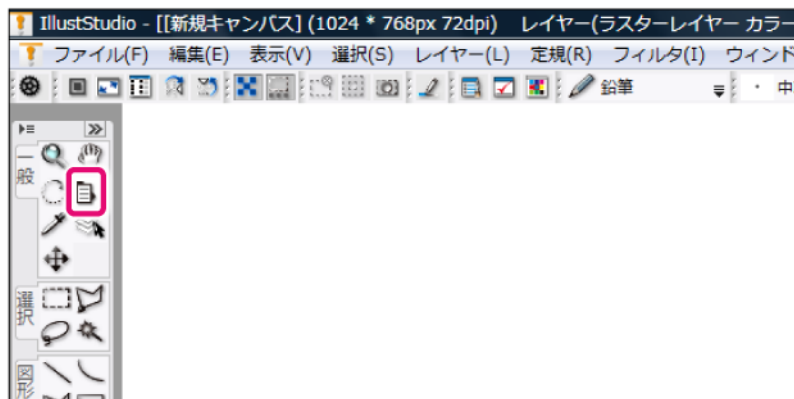 IllustStudio - [[新規キャンバス] (1024 * 768px 72dpi) レイヤー(ラスターレイヤー カラー
ファイル(F) 編集(E) 表示(V) 選択(S) レイヤー(L) 定規(R) フィルタ(I) ウィンド
鉛筆 中
一般
選択
図形